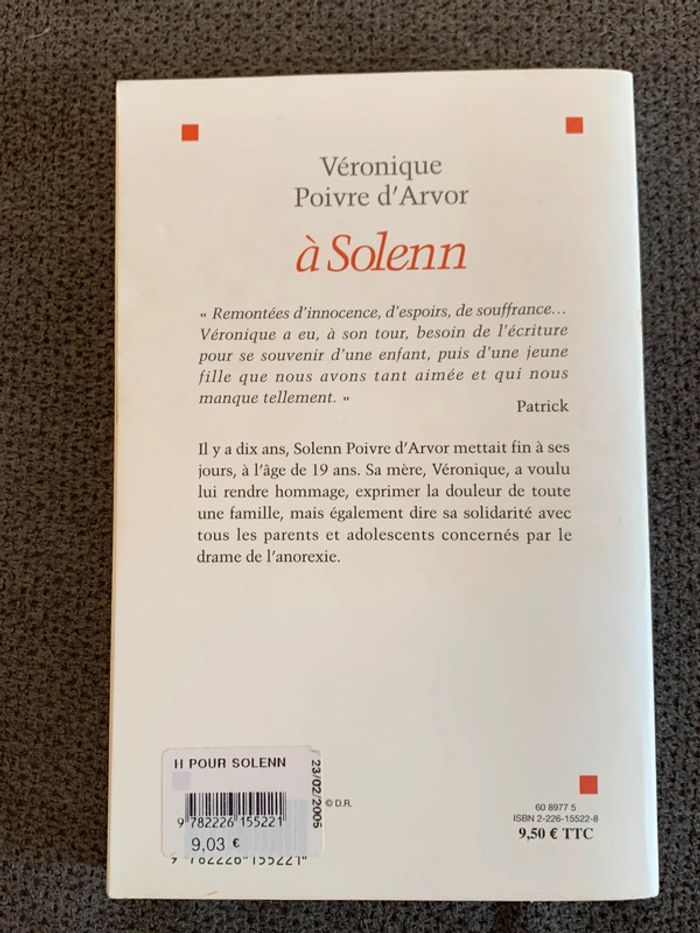 Véronique
Poivre d'Arvor
à Solenn
« Remontées d'innocence, d'espoirs, de souffrance...
Véronique a eu, à son tour, besoin de l'écriture
pour se souvenir d'une enfant, puis d'une jeune
fille que nous avons tant aimée et qui nous
manque tellement. »
Patrick
Il y a dix ans, Solenn Poivre d'Arvor mettait fin à ses
jours, à l'âge de 19 ans. Sa mère, Véronique, a voulu
lui rendre hommage, exprimer la douleur de toute
une famille, mais également dire sa solidarité avec
tous les parents et adolescents concernés par le
drame de l'anorexie.
H POUR SOLENN
23/02/2005
9 782226 155221
9,03 €
9 782226 155221
© D.R.
60 8977 5
ISBN 2-226-15522-8
9,50 € TTC